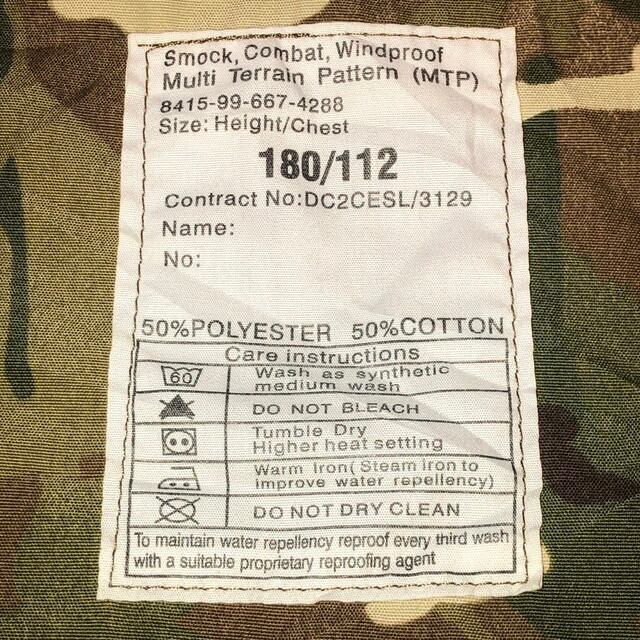 Smock, Combat, Windproof
Multi Terrain Pattern (MTP)
8415-99-667-4288
Size: Height/Chest
180/112
Contract No:DC2CESL/3129
Name:
No:
50%POLYESTER 50%COTTON
Care instructions
60 Wash as synthetic
medium wash
DO NOT BLEACH
Tumble Dry
Higher heat setting
Warm Iron( Steam iron to
improve water repellency)
DO NOT DRY CLEAN
To maintain water repellency reproof every third wash
with a suitable proprietary reproofing agent